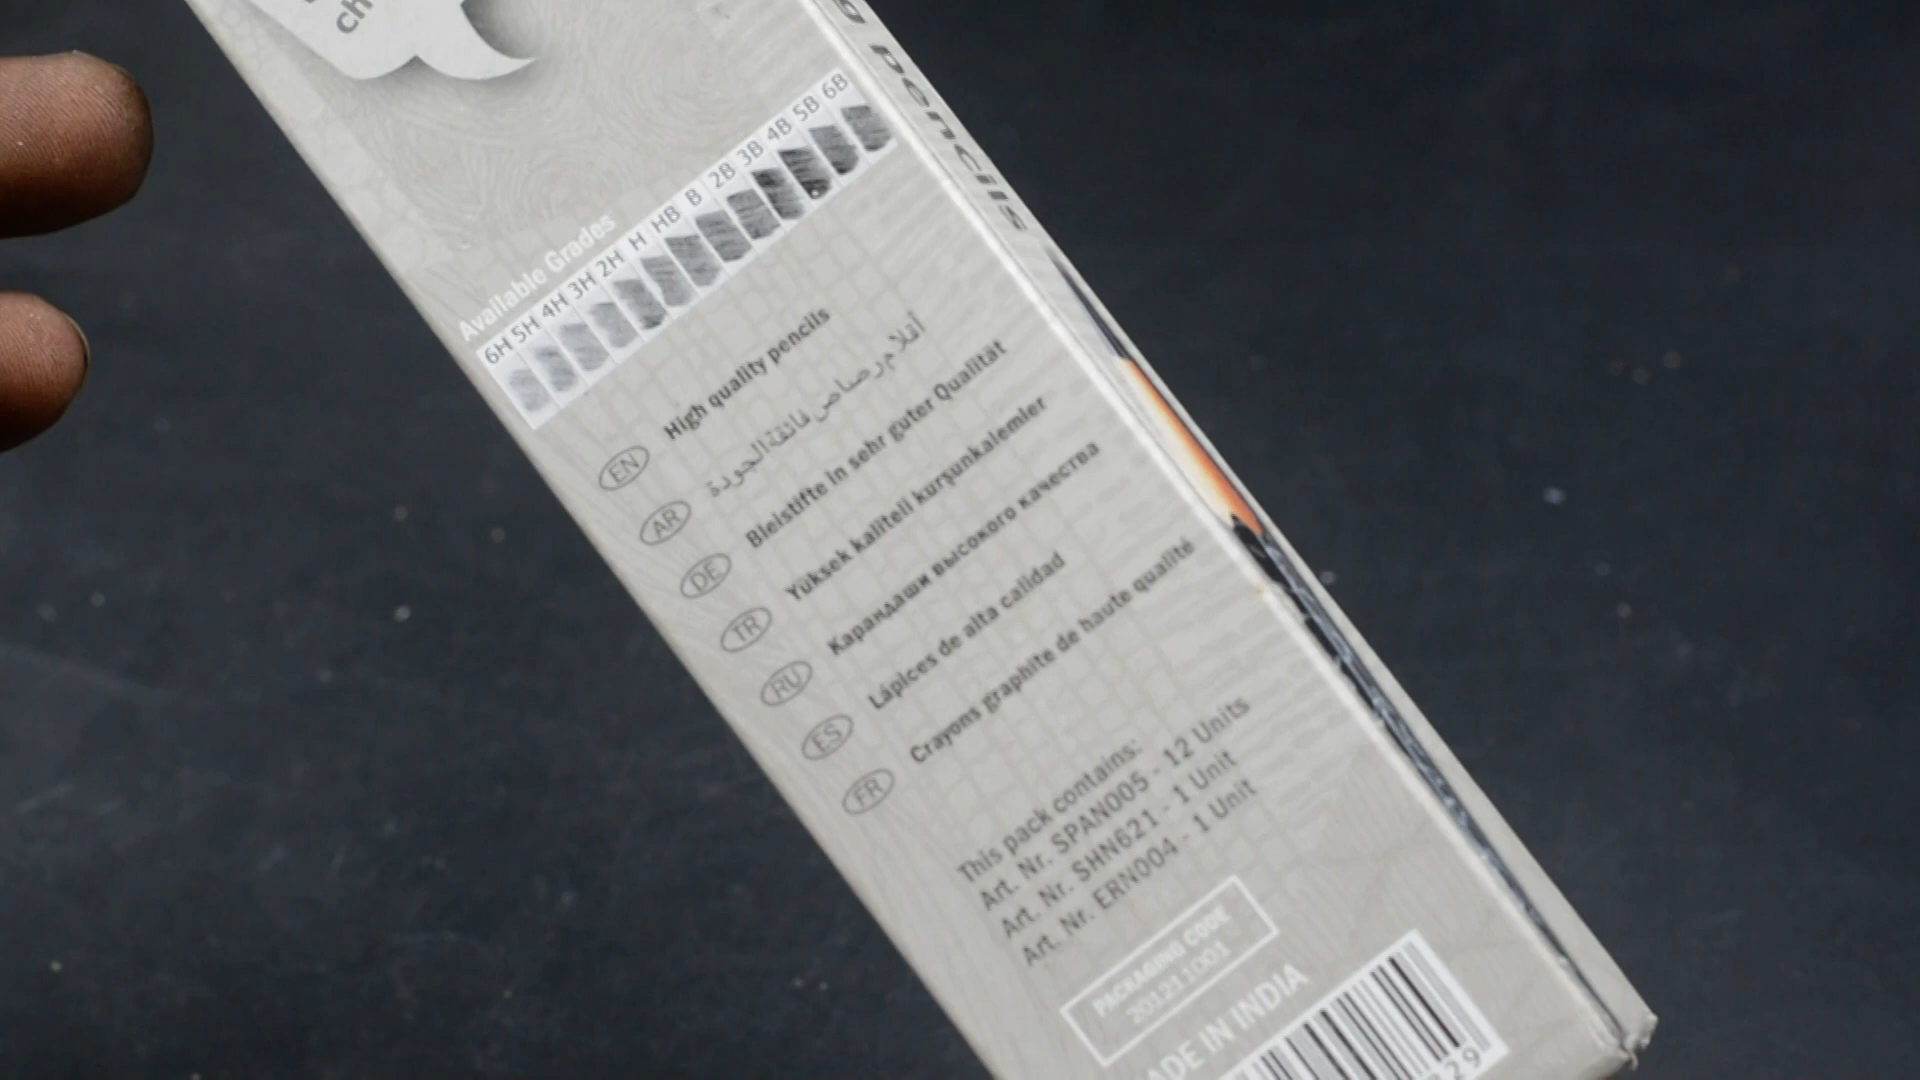 ch
g pencils
Available Grades
6H 5H 4H 3H 2H H HB B 2B 3B 4B 5B 6B
EN High quality pencils
AR أقلام رصاص فائقة الجودة
DE Bleistifte in sehr guter Qualität
TR Yüksek kaliteli kurşunkalemler
RU Карандаши высокого качества
ES Lápices de alta calidad
FR Crayons graphite de haute qualité
This pack contains:
Art. Nr. SPAN005 - 12 Units
Art. Nr. SHN621 - 1 Unit
Art. Nr. ERN004 - 1 Unit
PACKAGING CODE
201211001
ADE IN INDIA
29